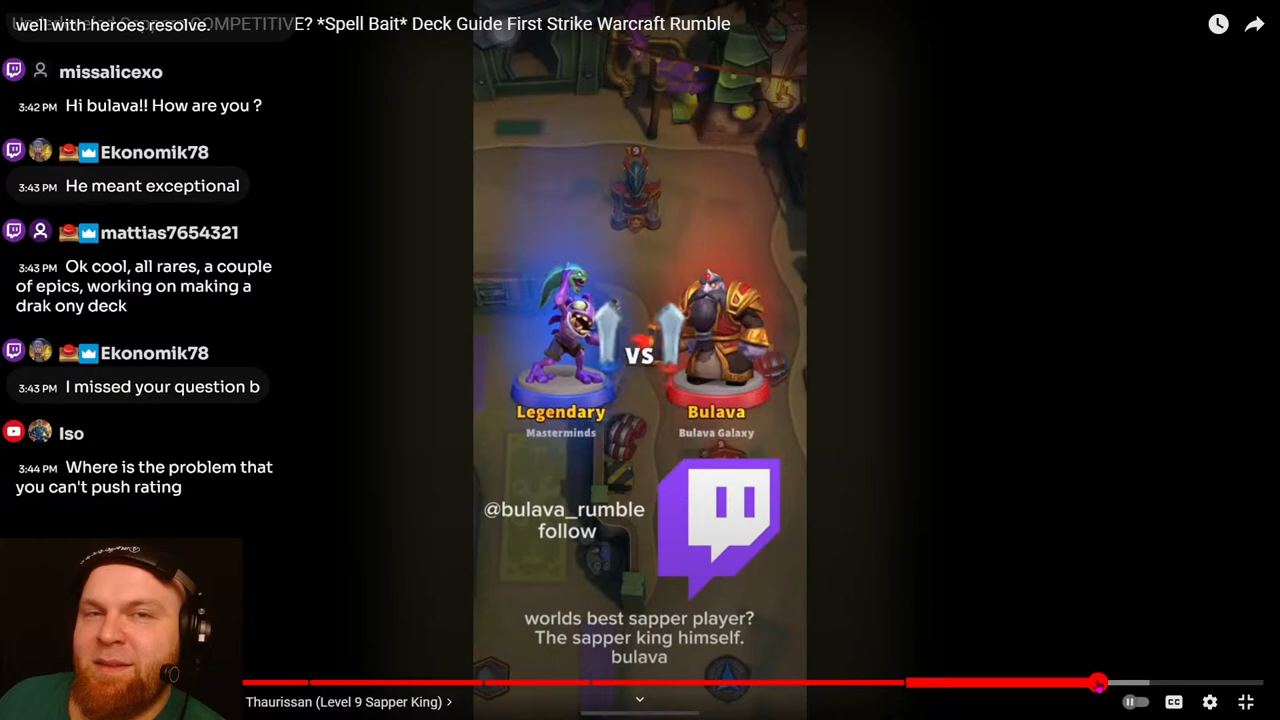 well with heroes resolve.
COMPETITIVE? *Spell Bait* Deck Guide First Strike Warcraft Rumble
missalicexo
3:42 PM Hi bulava!! How are you ?
Ekonomik78
3:43 PM He meant exceptional
mattias7654321
3:43 PM Ok cool, all rares, a couple
of epics, working on making a
drak ony deck
Ekonomik78
3:43 PM I missed your question b
Iso
3:44 PM Where is the problem that
you can't push rating
9
VS
Legendary
Masterminds
Bulava
Bulava Galaxy
9
@bulava_rumble
follow
worlds best sapper player?
The sapper king himself.
bulava
Thaurissan (Level 9 Sapper King) >
CC